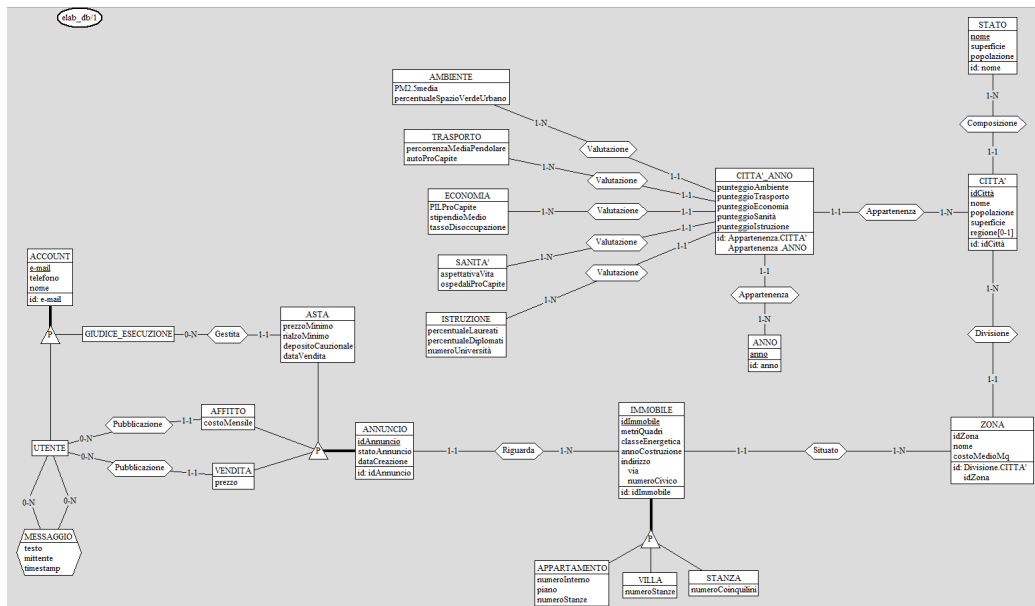 elab_db/1
STATO
nome
superficie
popolazione
id: nome
1-N
Composizione
1-1
CITTA'
idCittà
nome
popolazione
superficie
regione[0-1]
id: idCittà
1-N
Divisione
1-1
ZONA
idZona
nome
costoMedioMq
id: Divisione.CITTA'
idZona
AMBIENTE
PM2.5media
percentualeSpazioVerdeUrbano
1-N
Valutazione
1-1
TRASPORTO
percorrenzaMediaPendolare
autoProCapite
1-N
Valutazione
1-1
ECONOMIA
PILProCapite
stipendioMedio
tassoDisoccupazione
1-N
Valutazione
1-1
SANITA'
aspettativaVita
ospedaliProCapite
1-N
Valutazione
1-1
ISTRUZIONE
percentualeLaureati
percentualeDiplomati
numeroUniversità
1-N
Valutazione
1-1
CITTA'_ANNO
punteggioAmbiente
punteggioTrasporto
punteggioEconomia
punteggioSanità
punteggioIstruzione
id: Appartenenza.CITTA'
Appartenenza .ANNO
1-1
Appartenenza
1-N
1-1
Appartenenza
1-N
ANNO
anno
id: anno
ACCOUNT
e-mail
telefono
nome
id: e-mail
P
GIUDICE_ESECUZIONE
0-N
Gestita
1-1
ASTA
prezzoMinimo
rialzoMinimo
depositoCauzionale
dataVendita
UTENTE
0-N
Pubblicazione
1-1
AFFITTO
costoMensile
0-N
Pubblicazione
1-1
VENDITA
prezzo
P
ANNUNCIO
idAnnuncio
statoAnnuncio
dataCreazione
id: idAnnuncio
1-1
Riguarda
1-N
IMMOBILE
idImmobile
metriQuadri
classeEnergetica
annoCostruzione
indirizzo
via
numeroCivico
id: idImmobile
1-1
Situato
1-N
0-N
0-N
MESSAGGIO
testo
mittente
timestamp
P
APPARTAMENTO
numeroInterno
piano
numeroStanze
VILLA
numeroStanze
STANZA
numeroCoinquilini